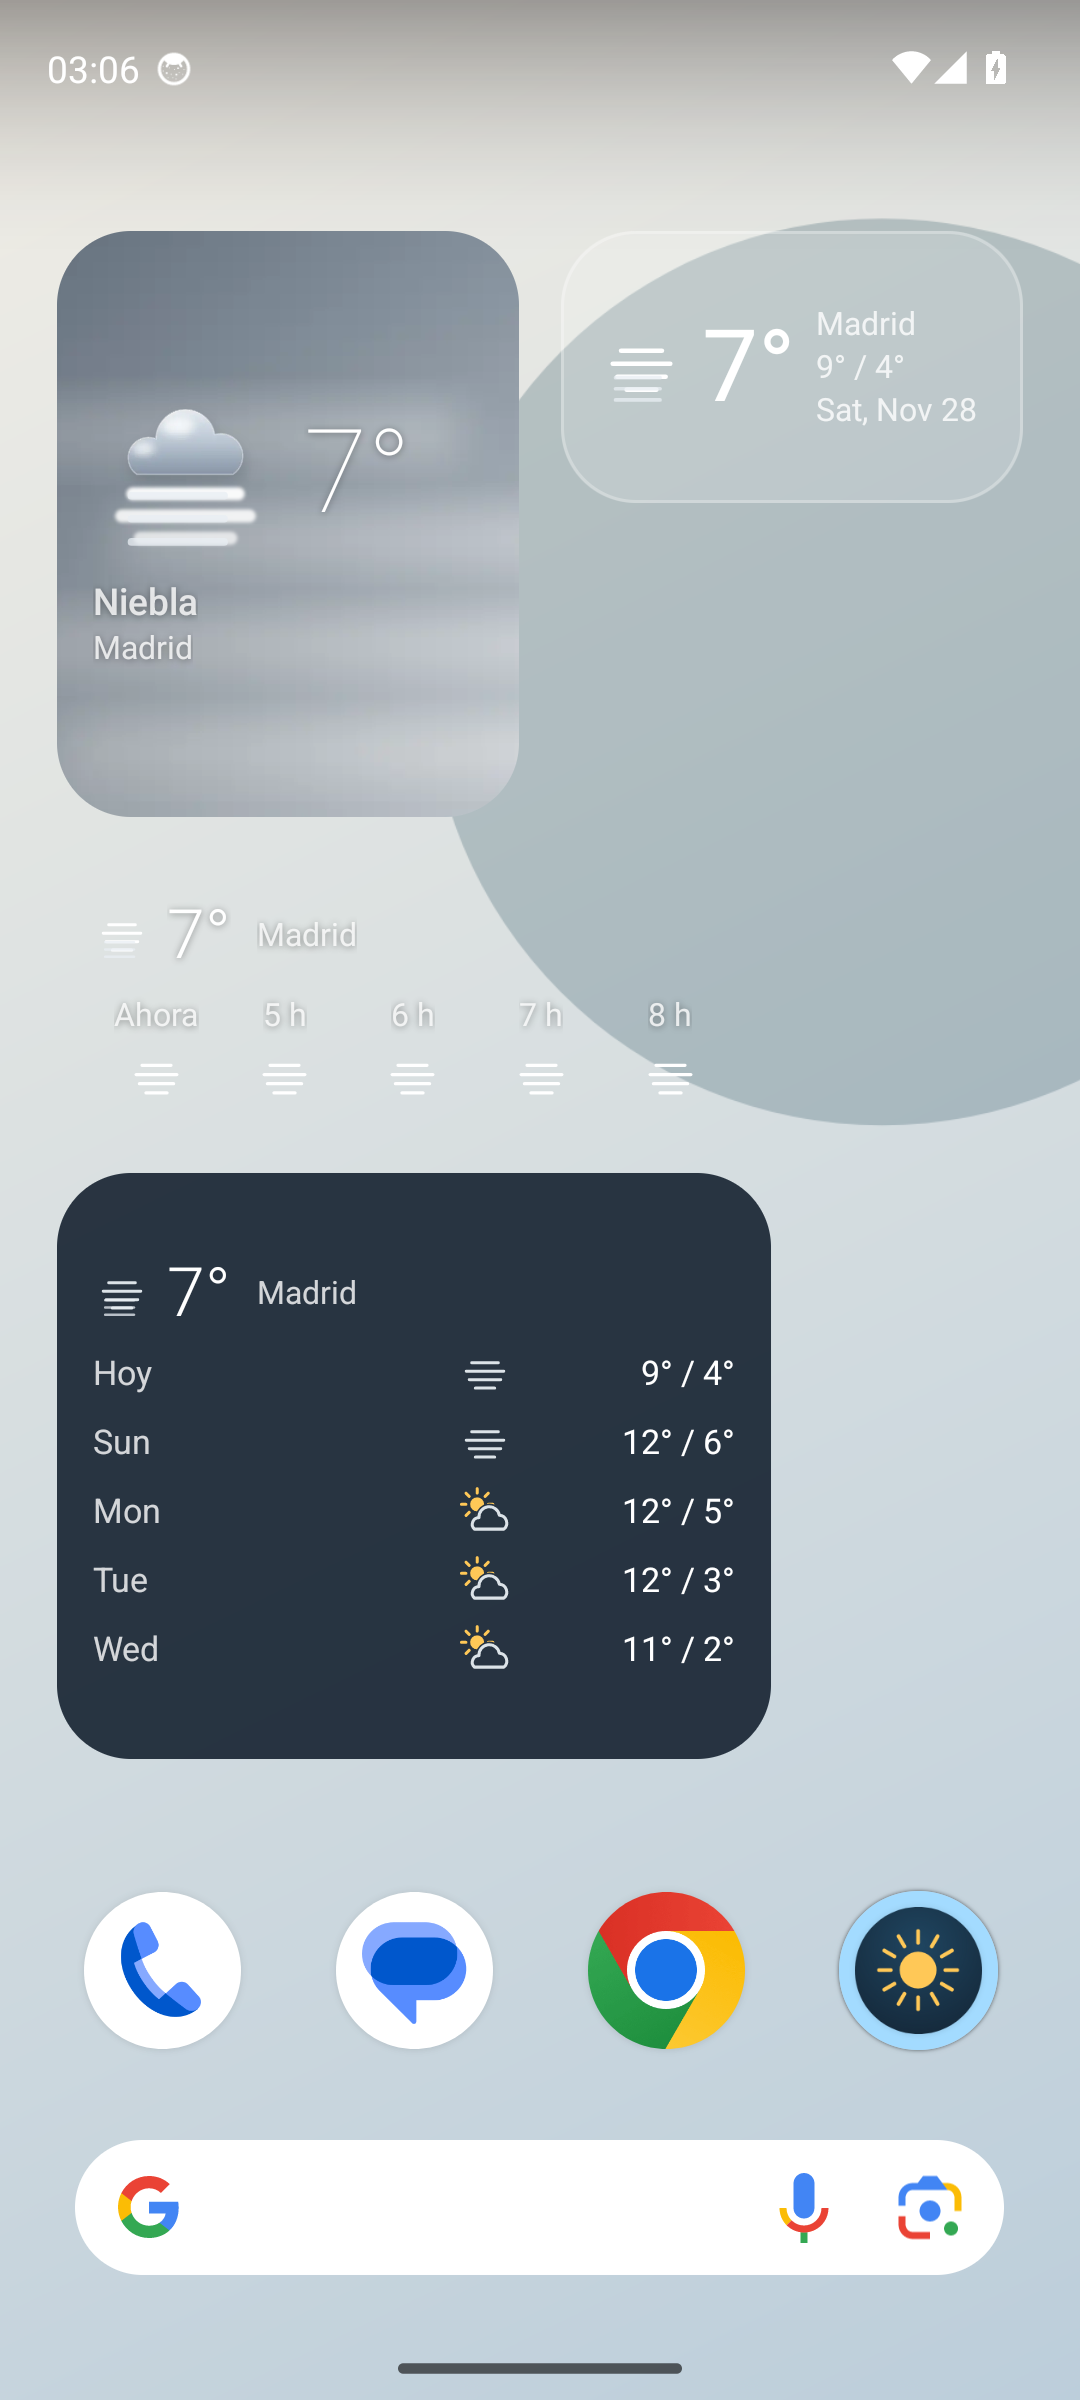 03:06
7°
Niebla
Madrid
7°
Madrid
9° / 4°
Sat, Nov 28
7° Madrid
Ahora 5 h 6 h 7 h 8 h
7° Madrid
Hoy 9° / 4°
Sun 12° / 6°
Mon 12° / 5°
Tue 12° / 3°
Wed 11° / 2°